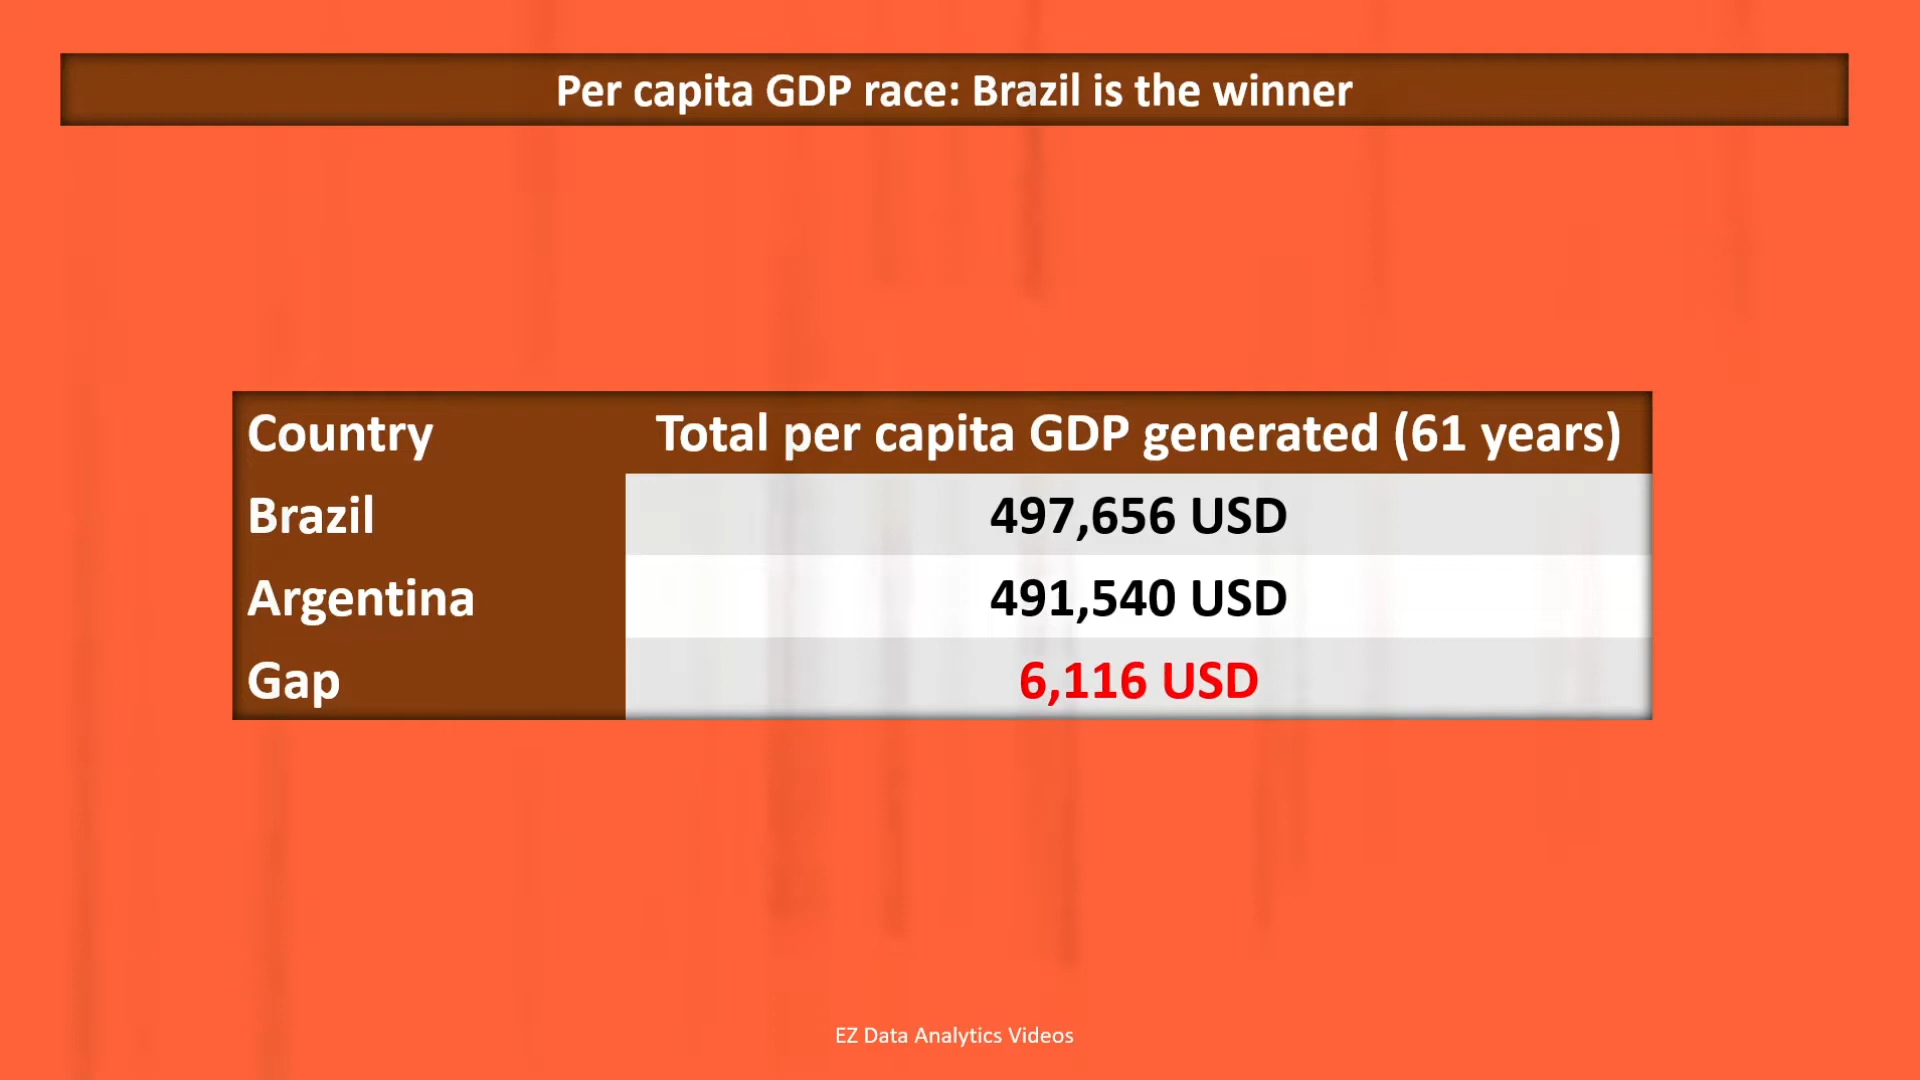 Per capita GDP race: Brazil is the winner
Country Total per capita GDP generated (61 years)
Brazil 497,656 USD
Argentina 491,540 USD
Gap 6,116 USD
EZ Data Analytics Videos